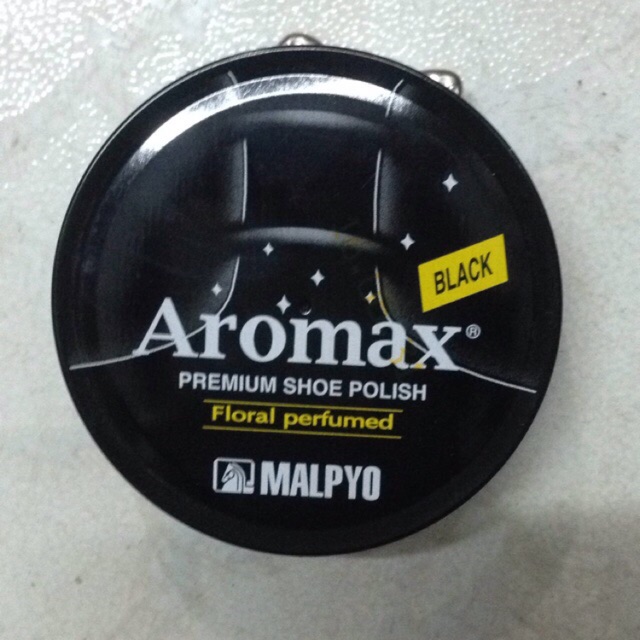 BLACK
Aromax®
PREMIUM SHOE POLISH
Floral perfumed
MALPYO